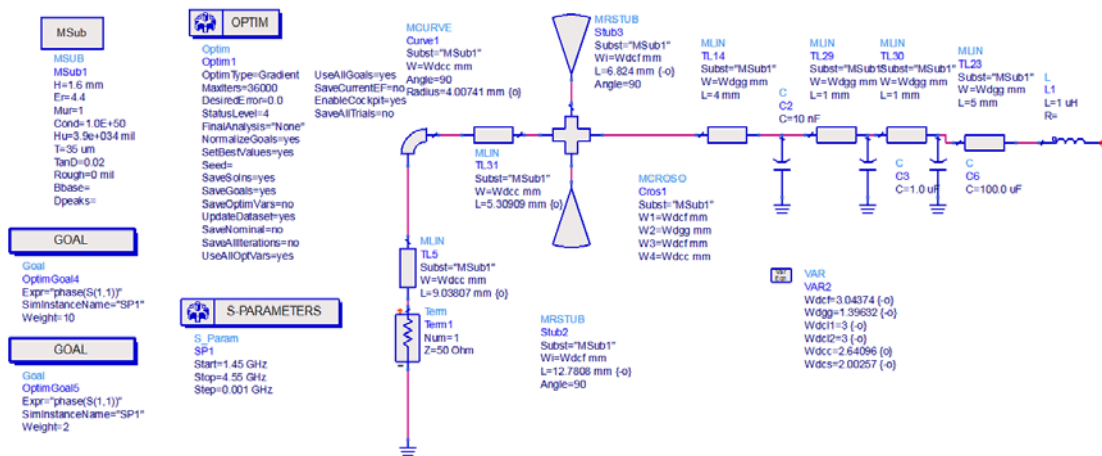 MSub
MSUB
MSub1
H=1.6 mm
Er=4.4
Mur=1
Cond=1.0E+50
Hu=3.9e+034 mil
T=35 um
TanD=0.02
Rough=0 mil
Bbase=
Dpeaks=
GOAL
Goal
OptimGoal4
Expr="phase(S(1,1))"
SimInstanceName="SP1"
Weight=10
GOAL
Goal
OptimGoal5
Expr="phase(S(1,1))"
SimInstanceName="SP1"
Weight=2
OPTIM
Optim
Optim1
OptimType=Gradient
MaxIters=36000
DesiredError=0.0
StatusLevel=4
FinalAnalysis="None"
NormalizeGoals=yes
SetBestValues=yes
Seed=
SaveSolns=yes
SaveGoals=yes
SaveOptimVars=no
UpdateDataset=yes
SaveNominal=no
SaveAllIterations=no
UseAllOptVars=yes
UseAllGoals=yes
SaveCurrentEF=no
EnableCockpit=yes
SaveAllTrials=no
S-PARAMETERS
S_Param
SP1
Start=1.45 GHz
Stop=4.55 GHz
Step=0.001 GHz
MCURVE
Curve1
Subst="MSub1"
W=Wdcc mm
Angle=90
Radius=4.00741 mm {o}
MLIN
TL31
Subst="MSub1"
W=Wdcc mm
L=5.30909 mm {o}
MLIN
TL5
Subst="MSub1"
W=Wdcc mm
L=9.03807 mm {o}
Term
Term1
Num=1
Z=50 Ohm
MRSTUB
Stub3
Subst="MSub1"
Wi=Wdcf mm
L=6.824 mm {-o}
Angle=90
MCROSO
Cros1
Subst="MSub1"
W1=Wdcf mm
W2=Wdgg mm
W3=Wdcf mm
W4=Wdcc mm
MRSTUB
Stub2
Subst="MSub1"
Wi=Wdcf mm
L=12.7808 mm {-o}
Angle=90
MLIN
TL14
Subst="MSub1"
W=Wdgg mm
L=4 mm
C
C2
C=10 nF
MLIN
TL29
Subst="MSub1"
W=Wdgg mm
L=1 mm
C
C3
C=1.0 uF
MLIN
TL30
Subst="MSub1"
W=Wdgg mm
L=1 mm
C
C6
C=100.0 uF
MLIN
TL23
Subst="MSub1"
W=Wdgg mm
L=5 mm
L
L1
L=1 uH
R=
Var
Eqn
VAR
VAR2
Wdcf=3.04374 {-o}
Wdgg=1.39632 {-o}
Wdcl1=3 {-o}
Wdcl2=3 {-o}
Wdcc=2.64096 {o}
Wdcs=2.00257 {o}